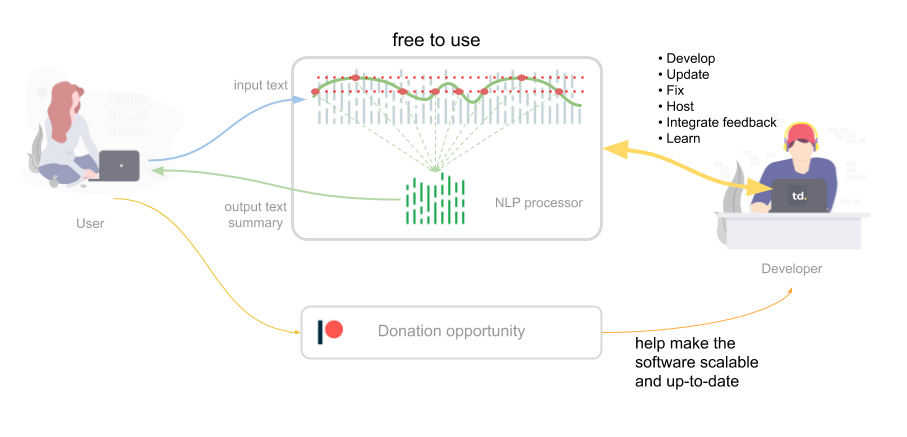 free to use
input text
• Develop
• Update
• Fix
• Host
• Integrate feedback
• Learn
td.
output text
summary
NLP processor
User
Developer
Donation opportunity
help make the
software scalable
and up-to-date